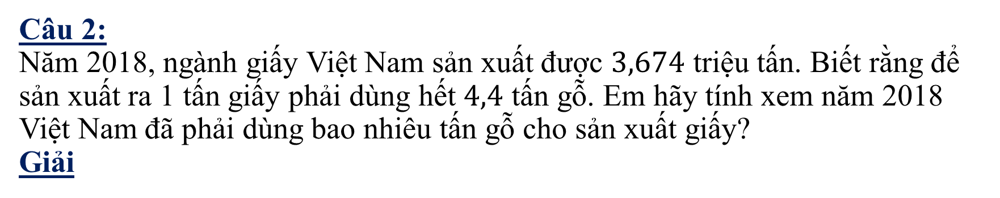 Câu 2:
Năm 2018, ngành giấy Việt Nam sản xuất được 3,674 triệu tấn. Biết rằng để
sản xuất ra 1 tấn giấy phải dùng hết 4,4 tấn gỗ. Em hãy tính xem năm 2018
Việt Nam đã phải dùng bao nhiêu tấn gỗ cho sản xuất giấy?
Giải